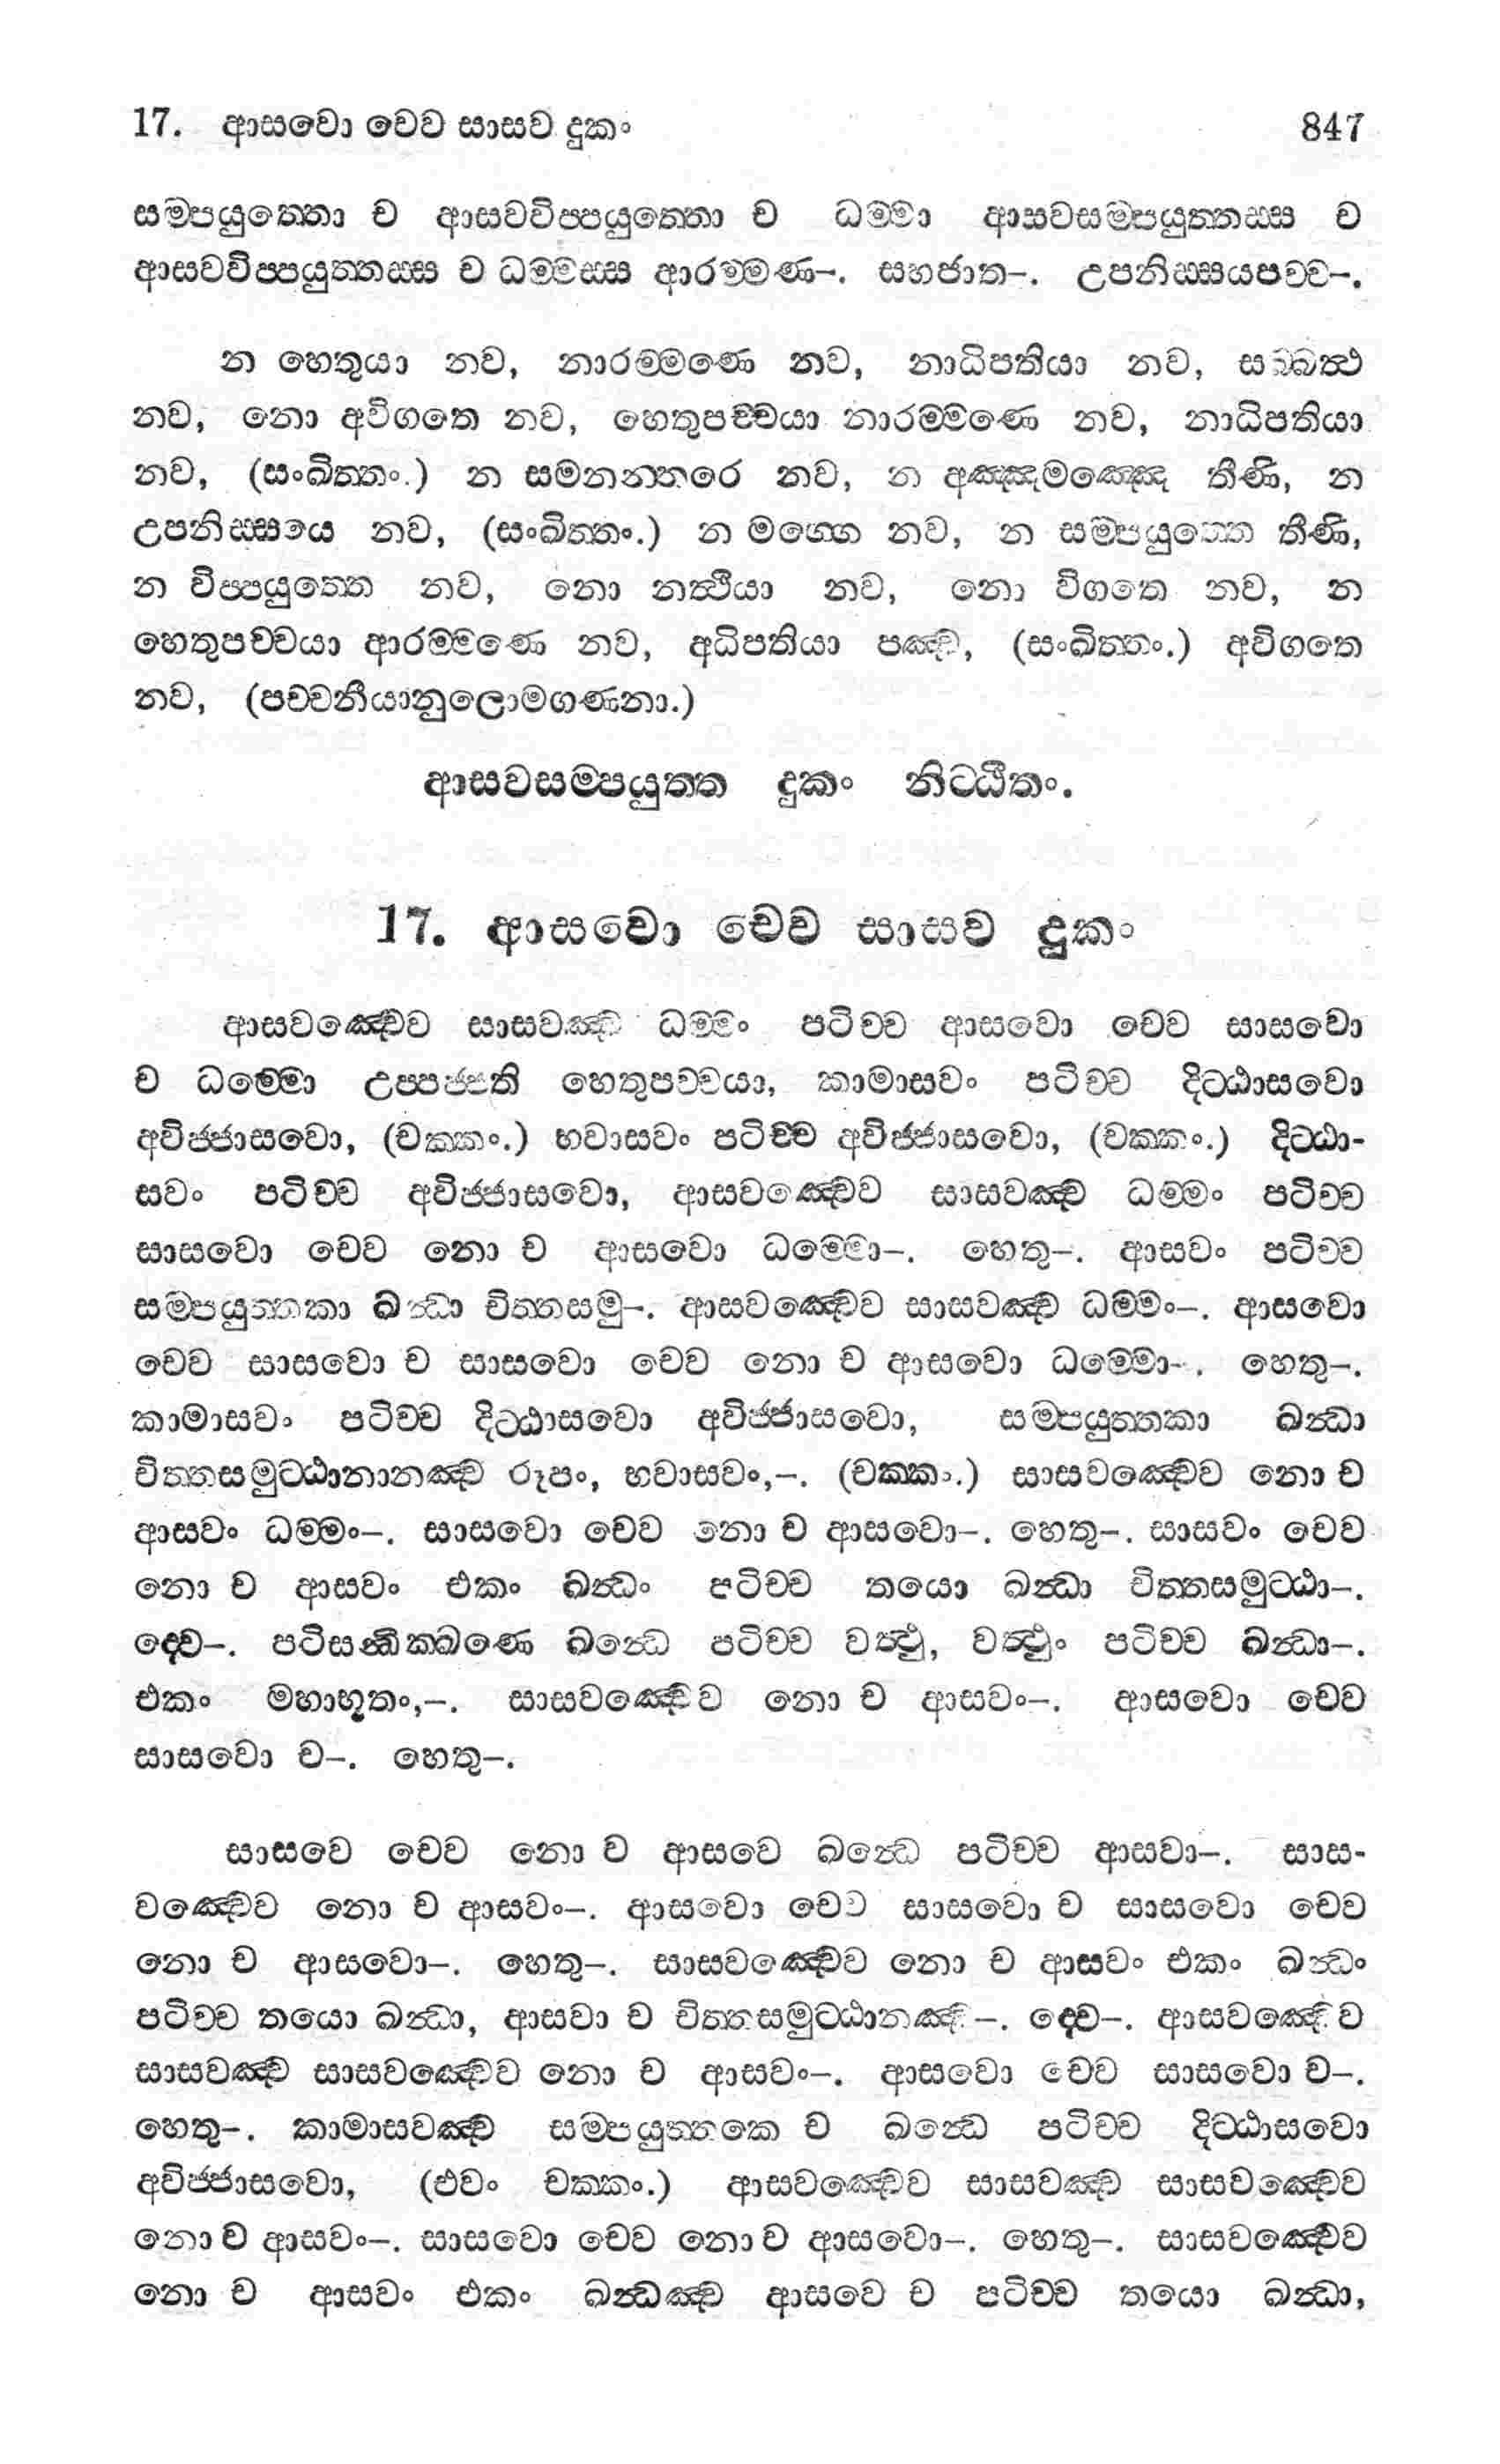 17. ආසවො චෙව සාසව දුකං 847
සම්පයුත්තො ච ආසවවිප්පයුත්තො ච ධම්මා ආසවසම්පයුත්තස්ස ච
ආසවවිප්පයුත්තස්ස ච ධම්මස්ස ආරම්මණ–. සහජාත–. උපනිස්සයපච්ච–.
න හෙතුයා නව, නාරම්මණෙ නව, නාධිපතියා නව, සබ්බත්ථ
නව, නො අවිගතෙ නව, හෙතුපච්චයා නාරම්මණෙ නව, නාධිපතියා
නව, (සංඛිත්තං.) න සමනන්තරෙ නව, න අඤ්ඤමඤ්ඤෙ තීණි, න
උපනිස්සයෙ නව, (සංඛිත්තං.) න මග්ගෙ නව, න සම්පයුත්තෙ තීණි,
න විප්පයුත්තෙ නව, නො නත්ථියා නව, නො විගතෙ නව, න
හෙතුපච්චයා ආරම්මණෙ නව, අධිපතියා පඤ්ච, (සංඛිත්තං.) අවිගතෙ
නව, (පච්චනීයානුලොමගණනා.)
ආසවසම්පයුත්ත දුකං නිට්ඨිතං.
17. ආසවො චෙව සාසව දුකං
ආසවඤ්චෙව සාසවඤ්ච ධම්මං පටිච්ච ආසවො චෙව සාසවො
ච ධම්මො උප්පජ්ජති හෙතුපච්චයා, කාමාසවං පටිච්ච දිට්ඨාසවො
අවිජ්ජාසවො, (චක්කං.) භවාසවං පටිච්ච අවිජ්ජාසවො, (චක්කං.) දිට්ඨා-
සවං පටිච්ච අවිජ්ජාසවො, ආසවඤ්චෙව සාසවඤ්ච ධම්මං පටිච්ච
සාසවො චෙව නො ච ආසවො ධම්මො–. හෙතු–. ආසවං පටිච්ච
සම්පයුත්තකා ඛන්ධා චිත්තසමු–. ආසවඤ්චෙව සාසවඤ්ච ධම්මං–. ආසවො
චෙව සාසවො ච සාසවො චෙව නො ච ආසවො ධම්මො–. හෙතු–.
කාමාසවං පටිච්ච දිට්ඨාසවො අවිජ්ජාසවො, සම්පයුත්තකා ඛන්ධා
චිත්තසමුට්ඨානානඤ්ච රූපං, භවාසවං,–. (චක්කං.) සාසවඤ්චෙව නො ච
ආසවං ධම්මං–. සාසවො චෙව නො ච ආසවො–. හෙතු–. සාසවං චෙව
නො ච ආසවං එකං ඛන්ධං පටිච්ච තයො ඛන්ධා චිත්තසමුට්ඨා–.
ද්වෙ–. පටිසන්ධික්ඛණෙ ඛන්ධෙ පටිච්ච වත්ථු, වත්ථුං පටිච්ච ඛන්ධා–.
එකං මහාභූතං,–. සාසවඤ්චෙව නො ච ආසවං–. ආසවො චෙව
සාසවො ච–. හෙතු–.
සාසවෙ චෙව නො ච ආසවෙ ඛන්ධෙ පටිච්ච ආසවා–. සාස-
වඤ්චෙව නො ච ආසවං–. ආසවො චෙව සාසවො ච සාසවො චෙව
නො ච ආසවො–. හෙතු–. සාසවඤ්චෙව නො ච ආසවං එකං ඛන්ධං
පටිච්ච තයො ඛන්ධා, ආසවා ච චිත්තසමුට්ඨානඤ්ච–. ද්වෙ–. ආසවඤ්චෙව
සාසවඤ්ච සාසවඤ්චෙව නො ච ආසවං–. ආසවො චෙව සාසවො ච–.
හෙතු–. කාමාසවඤ්ච සම්පයුත්තකෙ ච ඛන්ධෙ පටිච්ච දිට්ඨාසවො
අවිජ්ජාසවො, (එවං චක්කං.) ආසවඤ්චෙව සාසවඤ්ච සාසවඤ්චෙව
නො ච ආසවං–. සාසවො චෙව නො ච ආසවො–. හෙතු–. සාසවඤ්චෙව
නො ච ආසවං එකං ඛන්ධඤ්ච ආසවෙ ච පටිච්ච තයො ඛන්ධා,